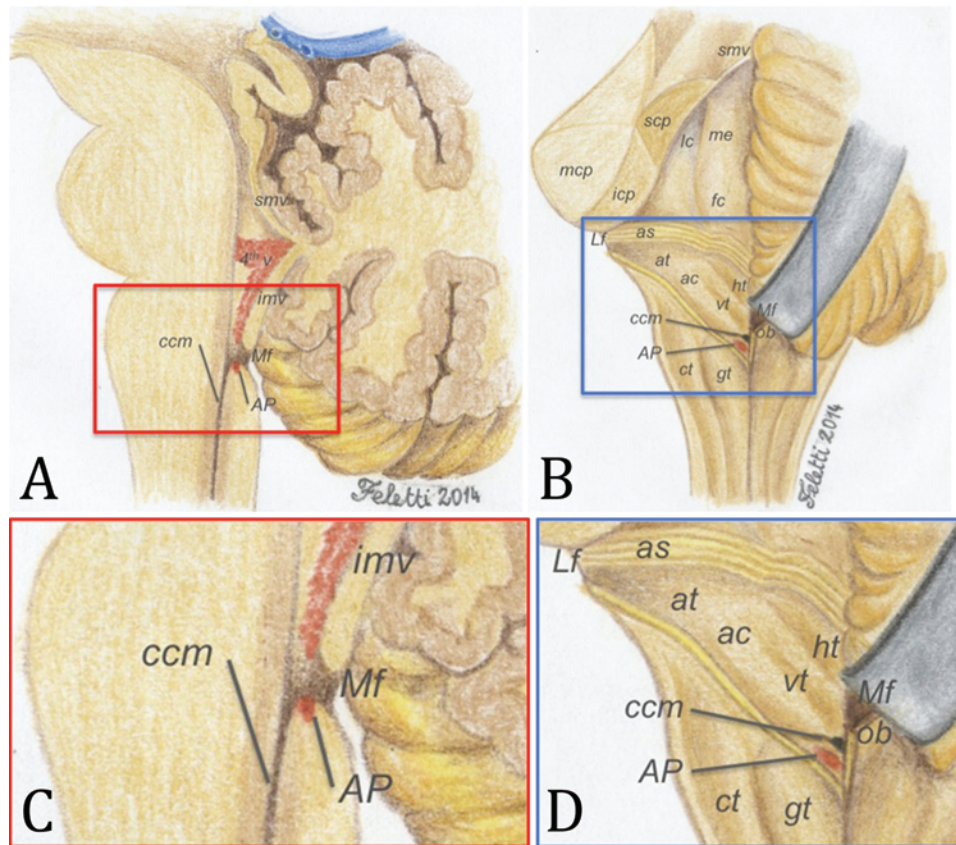 smv
4th v
imv
ccm
Mf
AP
A
Feletti 2014
smv
scp
lc
me
mcp
icp
fc
Lf
as
at
ac
ht
vt
Mf
ccm
ob
AP
ct
gt
B
Feletti 2014
imv
ccm
Mf
AP
C
Lf
as
at
ac
ht
vt
Mf
ccm
ob
AP
ct
gt
D